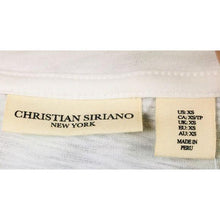 CHRISTIAN SIRIANO
NEW YORK
US: XS
CA: XS/TP
UK: XS
EU: XS
AU: XS
MADE IN
PERU